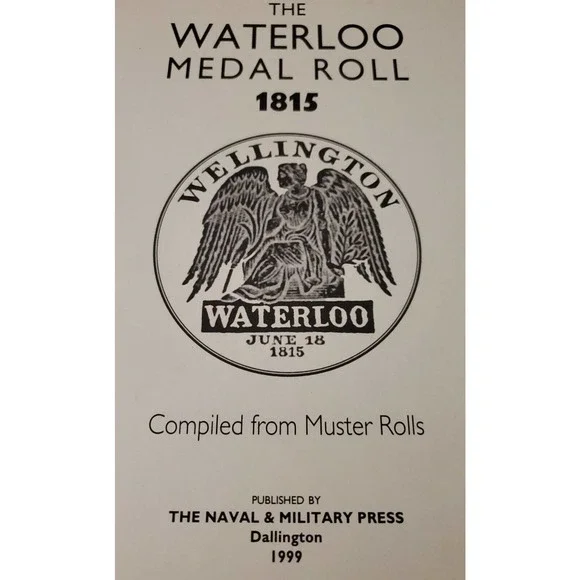 THE
WATERLOO
MEDAL ROLL
1815
WELLINGTON
WATERLOO
JUNE 18
1815
Compiled from Muster Rolls
PUBLISHED BY
THE NAVAL & MILITARY PRESS
Dallington
1999